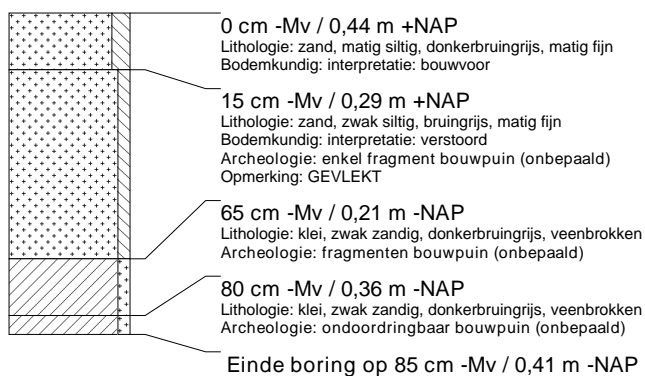 0 cm -Mv / 0,44 m +NAP
Lithologie: zand, matig siltig, donkerbruingrijs, matig fijn
Bodemkundig: interpretatie: bouwvoor
15 cm -Mv / 0,29 m +NAP
Lithologie: zand, zwak siltig, bruingrijs, matig fijn
Bodemkundig: interpretatie: verstoord
Archeologie: enkel fragment bouwpuin (onbepaald)
Opmerking: GEVLEKT
65 cm -Mv / 0,21 m -NAP
Lithologie: klei, zwak zandig, donkerbruingrijs, veenbrokken
Archeologie: fragmenten bouwpuin (onbepaald)
80 cm -Mv / 0,36 m -NAP
Lithologie: klei, zwak zandig, donkerbruingrijs, veenbrokken
Archeologie: ondoordringbaar bouwpuin (onbepaald)
Einde boring op 85 cm -Mv / 0,41 m -NAP